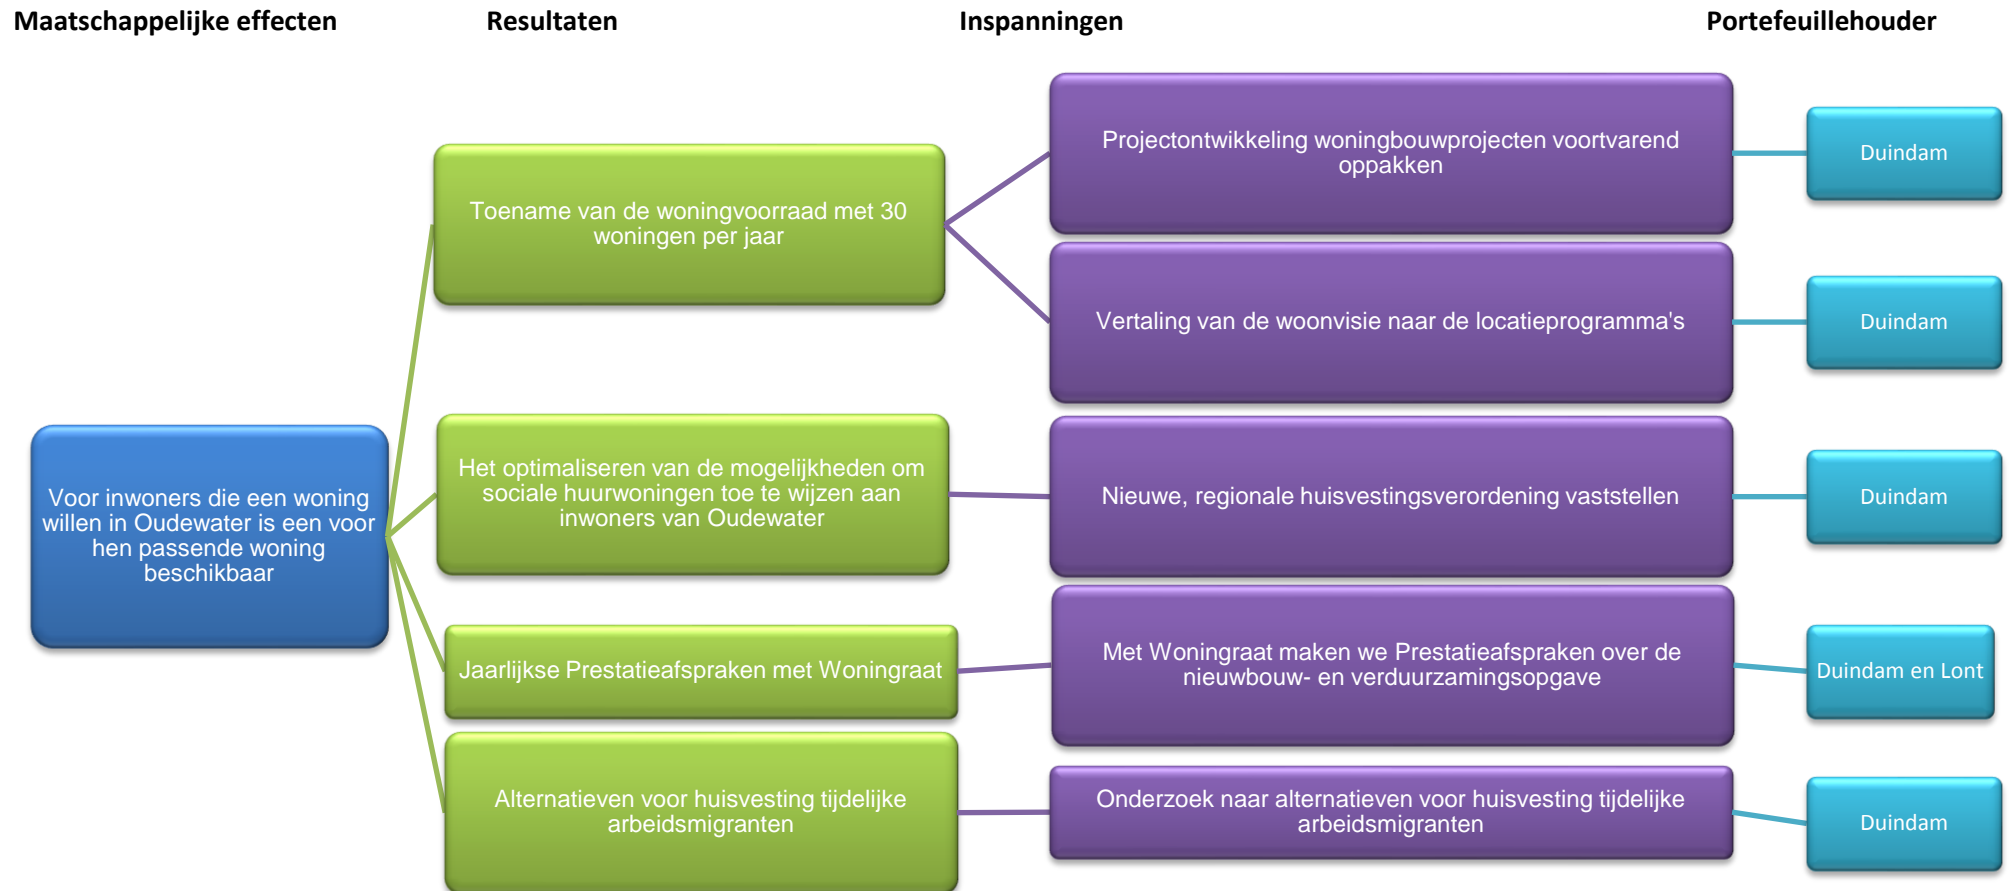 Maatschappelijke effecten
Resultaten
Inspanningen
Portefeuillehouder
Voor inwoners die een woning
willen in Oudewater is een voor
hen passende woning
beschikbaar
Toename van de woningvoorraad met 30
woningen per jaar
Projectontwikkeling woningbouwprojecten voortvarend
oppakken
Duindam
Vertaling van de woonvisie naar de locatieprogramma's
Duindam
Het optimaliseren van de mogelijkheden om
sociale huurwoningen toe te wijzen aan
inwoners van Oudewater
Nieuwe, regionale huisvestingsverordening vaststellen
Duindam
Jaarlijkse Prestatieafspraken met Woningraat
Met Woningraat maken we Prestatieafspraken over de
nieuwbouw- en verduurzamingsopgave
Duindam en Lont
Alternatieven voor huisvesting tijdelijke
arbeidsmigranten
Onderzoek naar alternatieven voor huisvesting tijdelijke
arbeidsmigranten
Duindam